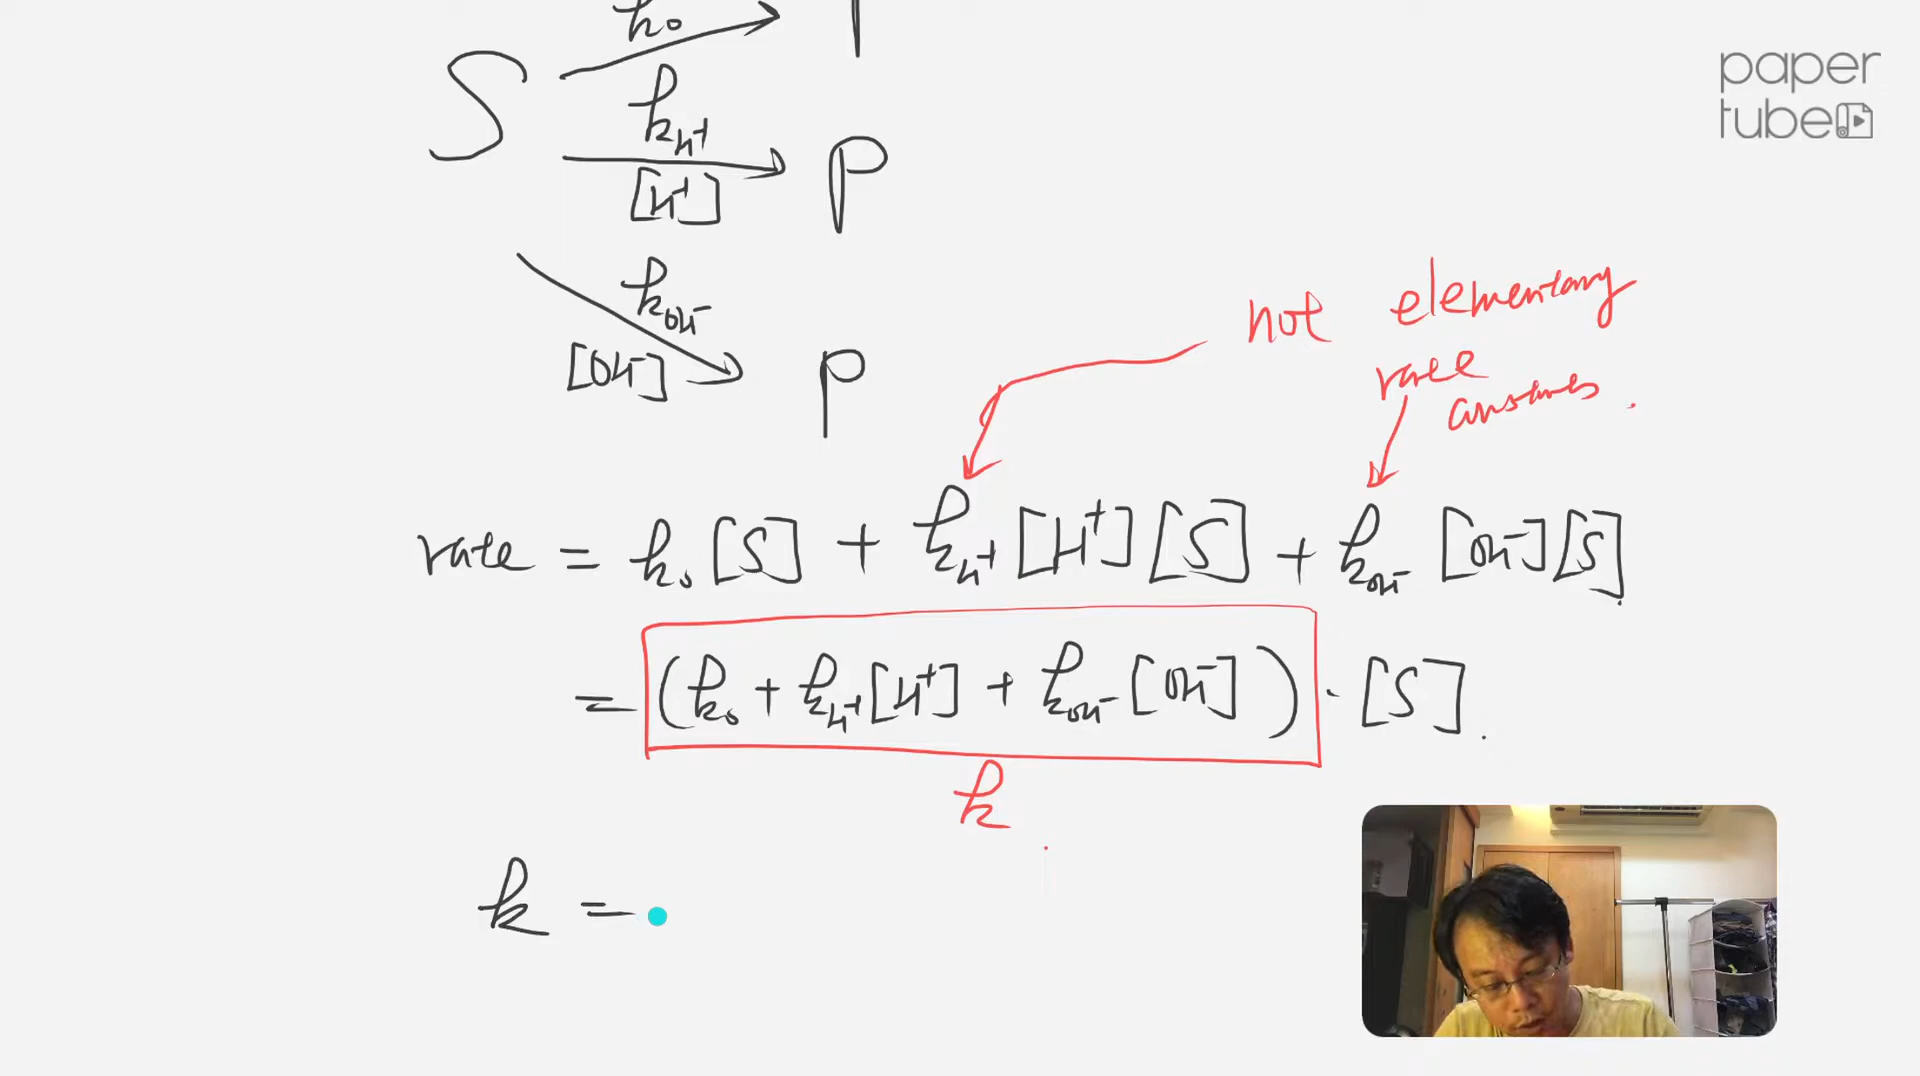 paper
tube
k₀
S
P
k_H⁺
[H⁺]
P
k_OH⁻
[OH⁻]
P
not elementary
rate
constants.
rate = k₀[S] + k_H⁺[H⁺][S] + k_OH⁻[OH⁻][S].
= (k₀ + k_H⁺[H⁺] + k_OH⁻[OH⁻]) · [S].
k
k =